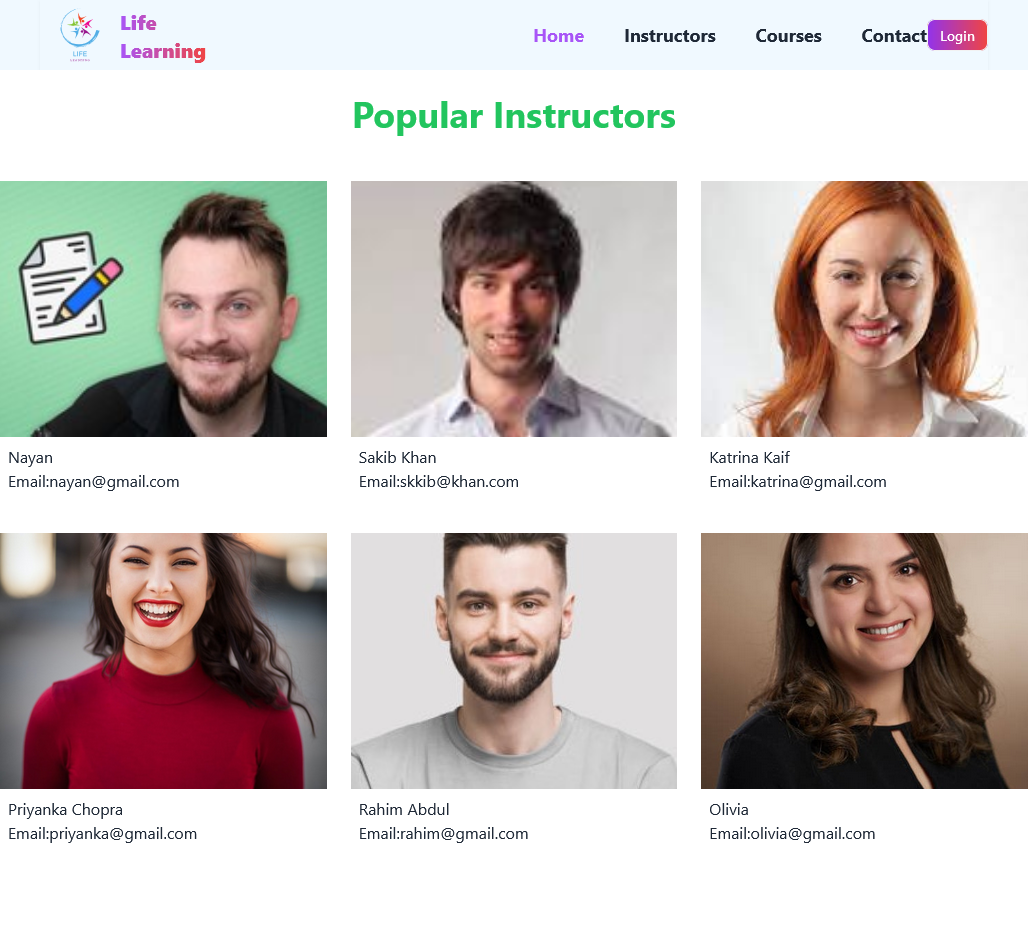 Life
Learning
LIFE
LEARNING
Home
Instructors
Courses
Contact
Login
Popular Instructors
Nayan
Email:nayan@gmail.com
Sakib Khan
Email:skkib@khan.com
Katrina Kaif
Email:katrina@gmail.com
Priyanka Chopra
Email:priyanka@gmail.com
Rahim Abdul
Email:rahim@gmail.com
Olivia
Email:olivia@gmail.com